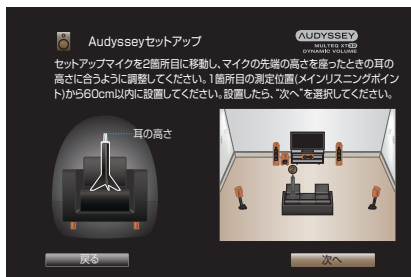 Audysseyセットアップ
AUDYSSEY
MULTEQ XT32
DYNAMIC VOLUME
セットアップマイクを2箇所目に移動し、マイクの先端の高さを座ったときの耳の
高さに合うように調整してください。1箇所目の測定位置(メインリスニングポイン
ト)から60cm以内に設置してください。設置したら、“次へ”を選択してください。
耳の高さ
戻る
次へ